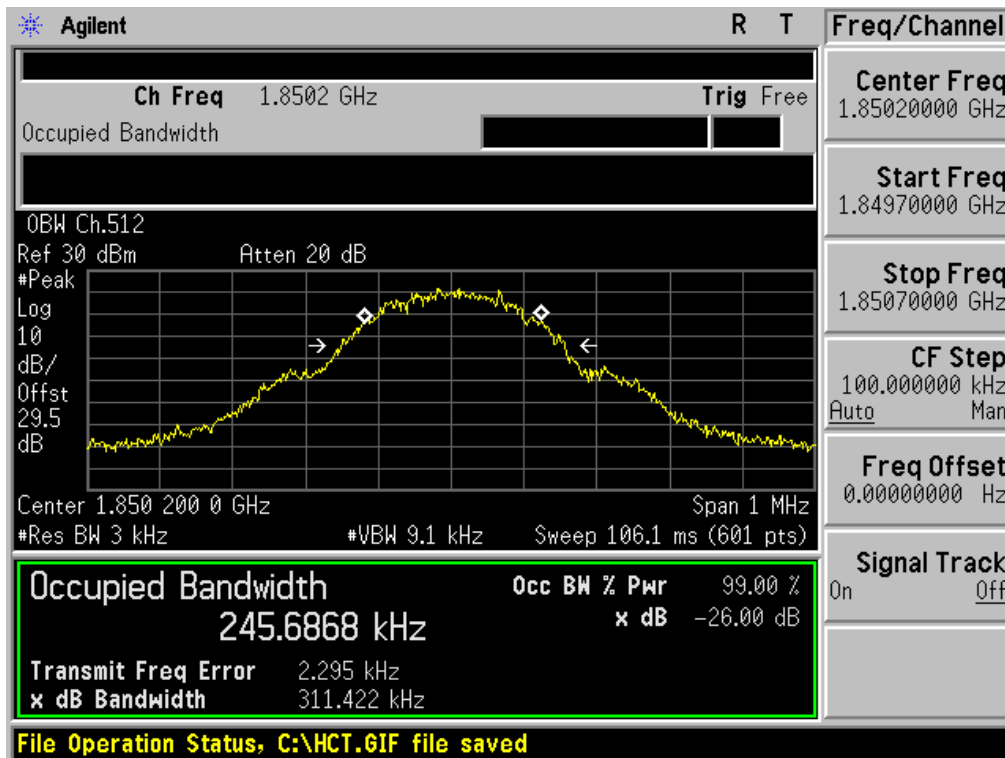 Agilent R T Freq/Channel
Ch Freq 1.8502 GHz Trig Free
Occupied Bandwidth
Center Freq
1.85020000 GHz
Start Freq
1.84970000 GHz
Stop Freq
1.85070000 GHz
CF Step
100.000000 kHz
Auto Man
Freq Offset
0.00000000 Hz
Signal Track
On Off
OBW Ch.512
Ref 30 dBm Atten 20 dB
#Peak
Log
10
dB/
Offst
29.5
dB
Center 1.850 200 0 GHz Span 1 MHz
#Res BW 3 kHz #VBW 9.1 kHz Sweep 106.1 ms (601 pts)
Occupied Bandwidth Occ BW % Pwr 99.00 %
245.6868 kHz x dB -26.00 dB
Transmit Freq Error 2.295 kHz
x dB Bandwidth 311.422 kHz
File Operation Status, C:\HCT.GIF file saved